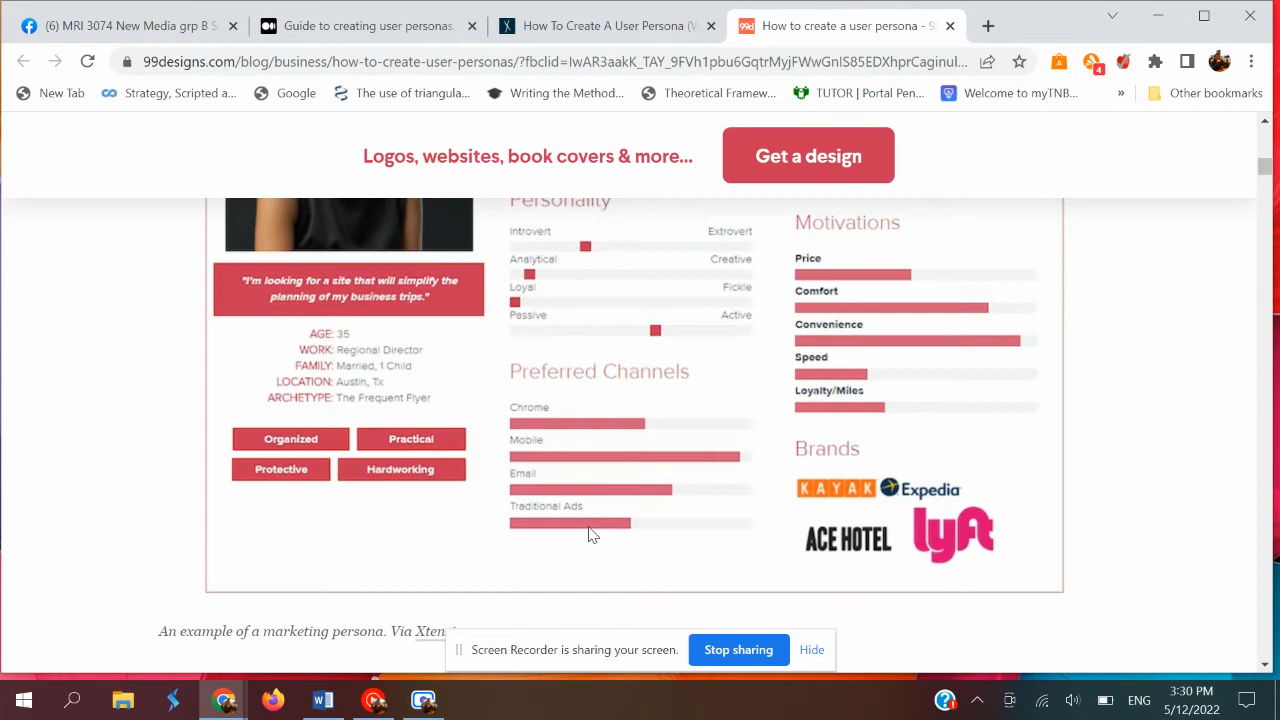 (6) MRI 3074 New Media grp B S
Guide to creating user personas.
How To Create A User Persona (V
How to create a user persona - 99
99designs.com/blog/business/how-to-create-user-personas/?fbclid=IwAR3aakK_TAY_9FVh1pbu6GqtrMyjFWwGnIS85EDXhprCaginuI...
4
New Tab
Strategy, Scripted a...
Google
The use of triangula...
Writing the Method...
Theoretical Framew...
TUTOR | Portal Pen...
Welcome to myTNB...
»
Other bookmarks
Logos, websites, book covers & more...
Get a design
"I'm looking for a site that will simplify the
planning of my business trips."
AGE: 35
WORK: Regional Director
FAMILY: Married, 1 Child
LOCATION: Austin, Tx
ARCHETYPE: The Frequent Flyer
Organized
Practical
Protective
Hardworking
Personality
Introvert Extrovert
Analytical Creative
Loyal Fickle
Passive Active
Preferred Channels
Chrome
Mobile
Email
Traditional Ads
Motivations
Price
Comfort
Convenience
Speed
Loyalty/Miles
Brands
KAYAK Expedia
ACE HOTEL lyft
An example of a marketing persona. Via
Screen Recorder is sharing your screen.
Stop sharing
Hide
ENG
3:30 PM
5/12/2022